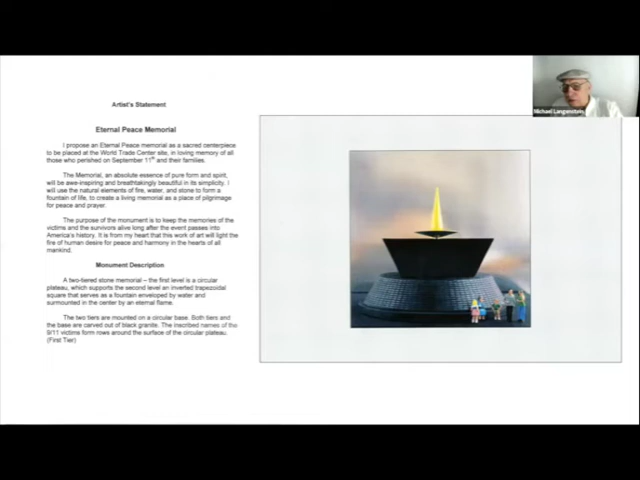 Michael Langenstein
Artist's Statement
Eternal Peace Memorial
I propose an Eternal Peace memorial as a sacred centerpiece
to be placed at the World Trade Center site, in loving memory of all
those who perished on September 11th and their families.
The Memorial, an absolute essence of pure form and spirit,
will be awe-inspiring and breathtakingly beautiful in its simplicity. I
will use the natural elements of fire, water, and stone to form a
fountain of life, to create a living memorial as a place of pilgrimage
for peace and prayer.
The purpose of the monument is to keep the memories of the
victims and the survivors alive long after the event passes into
America's history. It is from my heart that this work of art will light the
fire of human desire for peace and harmony in the hearts of all
mankind.
Monument Description
A two-tiered stone memorial – the first level is a circular
plateau, which supports the second level an inverted trapezoidal
square that serves as a fountain enveloped by water and
surmounted in the center by an eternal flame.
The two tiers are mounted on a circular base. Both tiers and
the base are carved out of black granite. The inscribed names of the
9/11 victims form rows around the surface of the circular plateau.
(First Tier)